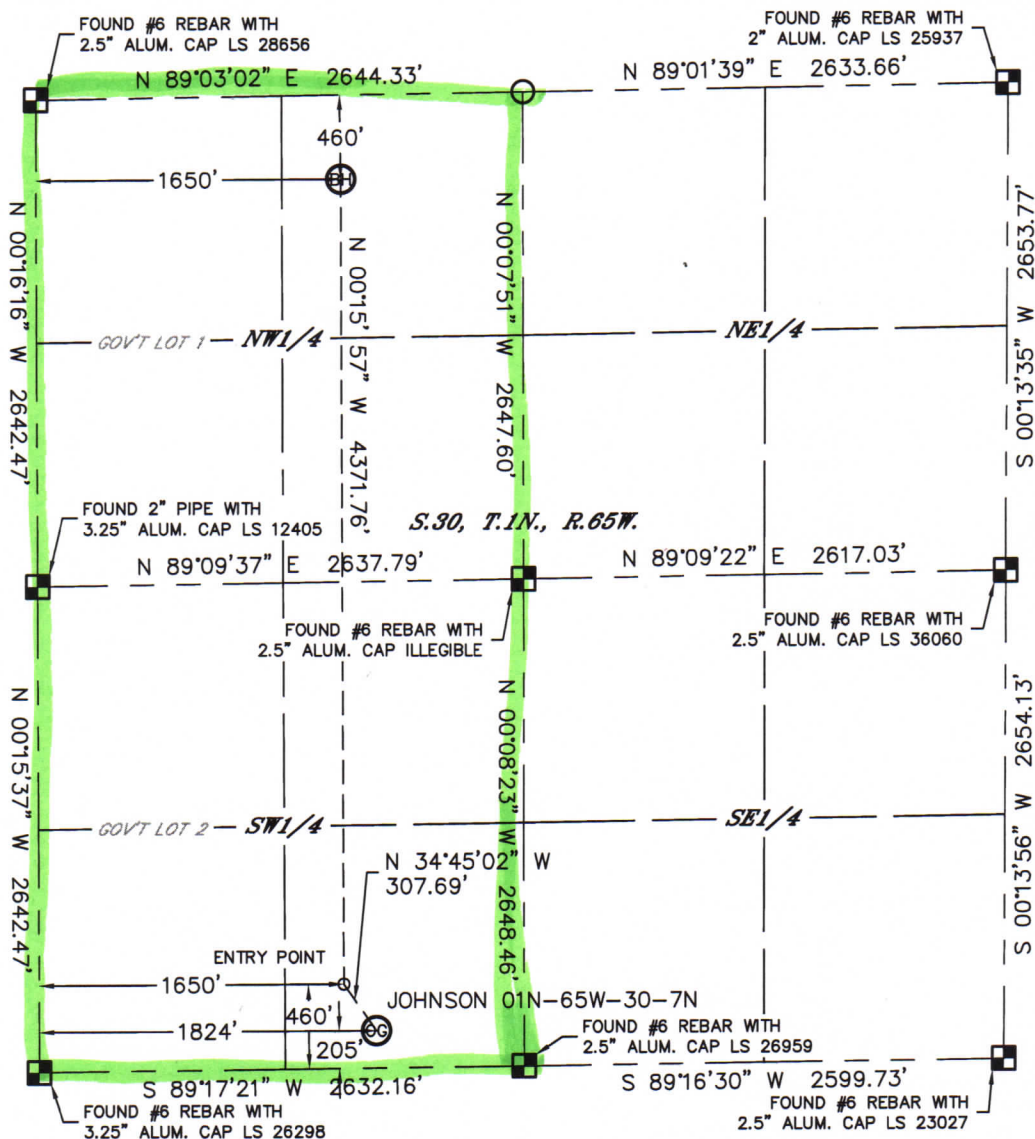 FOUND #6 REBAR WITH
2.5" ALUM. CAP LS 28656
FOUND #6 REBAR WITH
2" ALUM. CAP LS 25937
N 89°03'02" E 2644.33'
N 89°01'39" E 2633.66'
460'
1650'
BH
N 00°16'16" W 2642.47'
N 00°15'57" W 4371.76'
N 00°07'51" W 2647.60'
S 00°13'35" W 2653.77'
GOV'T LOT 1
NW1/4
NE1/4
FOUND 2" PIPE WITH
3.25" ALUM. CAP LS 12405
S.30, T.1N., R.65W.
N 89°09'37" E 2637.79'
N 89°09'22" E 2617.03'
FOUND #6 REBAR WITH
2.5" ALUM. CAP ILLEGIBLE
FOUND #6 REBAR WITH
2.5" ALUM. CAP LS 36060
N 00°15'37" W 2642.47'
N 00°08'23" W 2648.46'
S 00°13'56" W 2654.13'
GOV'T LOT 2
SW1/4
SE1/4
N 34°45'02" W
307.69'
ENTRY POINT
1650'
460'
JOHNSON 01N-65W-30-7N
1824'
OG
205'
FOUND #6 REBAR WITH
2.5" ALUM. CAP LS 26959
S 89°17'21" W 2632.16'
S 89°16'30" W 2599.73'
FOUND #6 REBAR WITH
3.25" ALUM. CAP LS 26298
FOUND #6 REBAR WITH
2.5" ALUM. CAP LS 23027